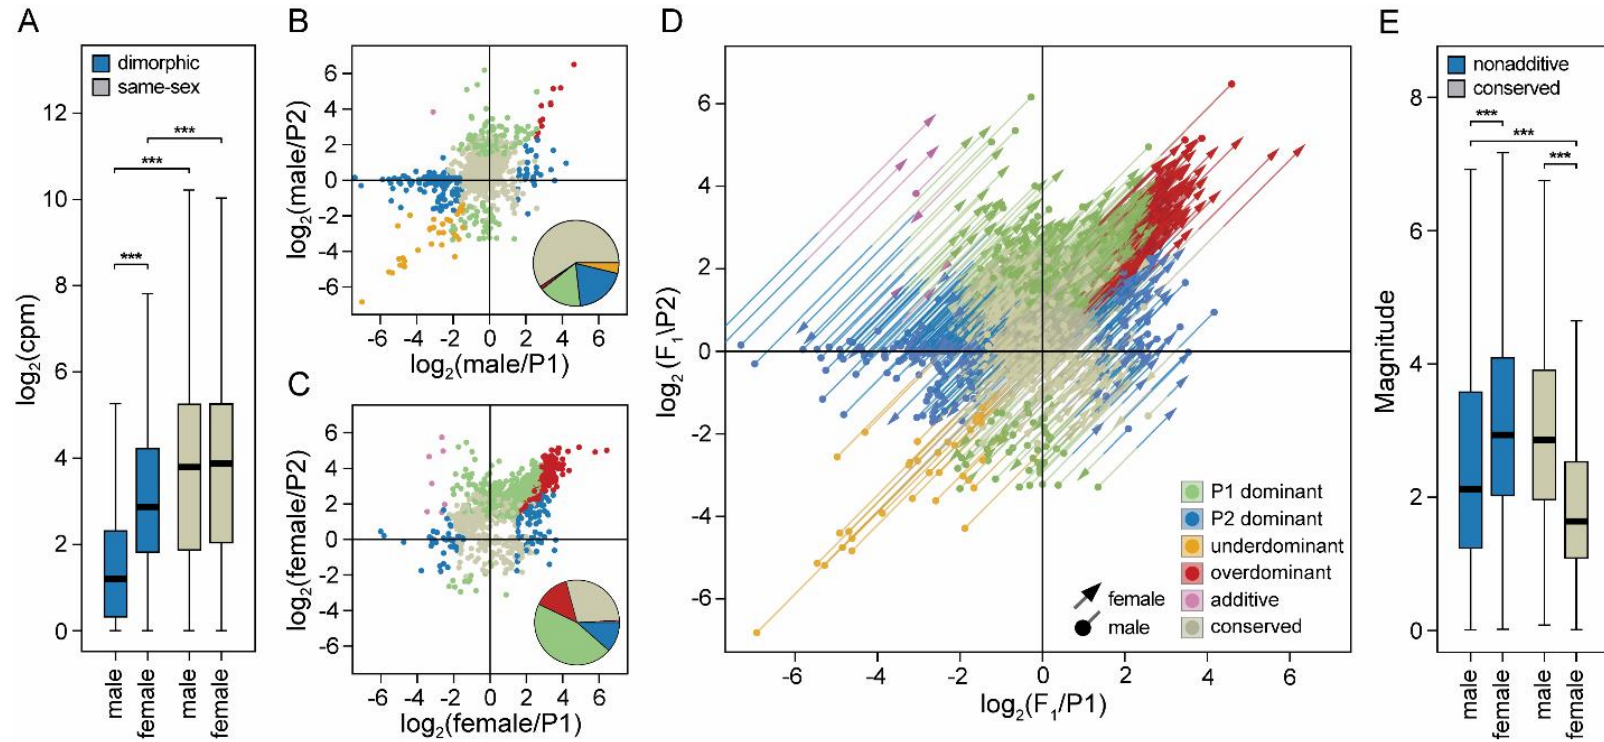 A
dimorphic
same-sex
***
***
***
12
10
8
6
4
2
0
log2(cpm)
male
female
male
female
B
6
4
2
0
-2
-6
log2(male/P2)
-6
-4
-2
0
2
4
6
log2(male/P1)
C
6
4
2
0
-2
-4
-6
log2(female/P2)
-6
-4
-2
0
2
4
6
log2(female/P1)
D
6
4
2
0
-2
-4
-6
log2(F1\P2)
-6
-4
-2
0
2
4
6
log2(F1/P1)
female
male
P1 dominant
P2 dominant
underdominant
overdominant
additive
conserved
E
nonadditive
conserved
***
***
***
8
6
4
2
0
Magnitude
male
female
male
female